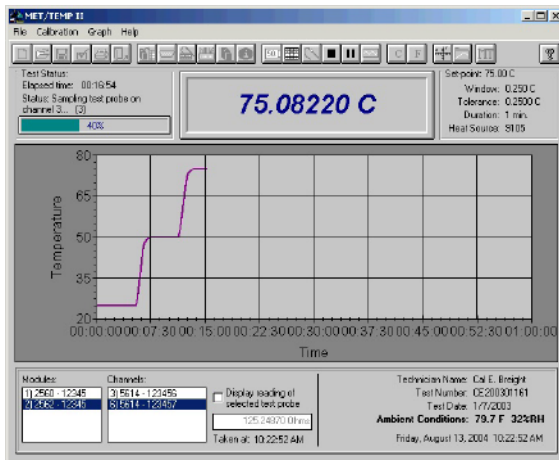 MET/TEMP II
File Calibration Graph Help
Test Status:
Elapsed time: 00:16:54
Status: Sampling test probe on
channel 3... (3)
40%
75.08220 C
Set-point: 75.00 C
Window: 0.250 C
Tolerance: 0.2500 C
Duration: 1 min.
Heat Source: 9105
C F
80
65
50
35
20
Temperature
00:00:00 00:07:30 00:15:00 00:22:30 00:30:00 00:37:30 00:45:00 00:52:30 01:00:00
Time
Modules:
1) 2560 - 12345
2) 2562 - 12345
Channels:
3) 5614 - 123456
6) 5614 - 123457
Display reading of
selected test probe
125.24970 Ohms
Taken at: 10:22:52 AM
Technician Name: Cal E. Breight
Test Number: CE200301161
Test Date: 1/7/2003
Ambient Conditions: 79.7 F 32%RH
Friday, August 13, 2004 10:22:52 AM